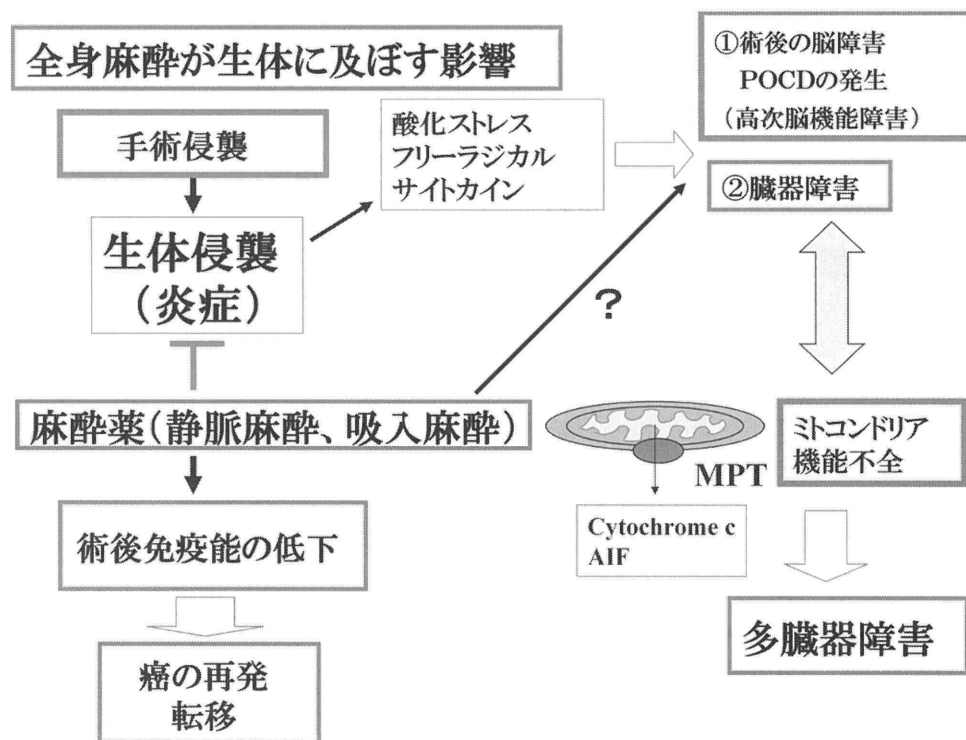 全身麻酔が生体に及ぼす影響
手術侵襲
生体侵襲
（炎症）
酸化ストレス
フリーラジカル
サイトカイン
①術後の脳障害
POCDの発生
（高次脳機能障害）
②臓器障害
?
麻酔薬（静脈麻酔、吸入麻酔）
術後免疫能の低下
癌の再発
転移
MPT
Cytochrome c
AIF
ミトコンドリア
機能不全
多臓器障害